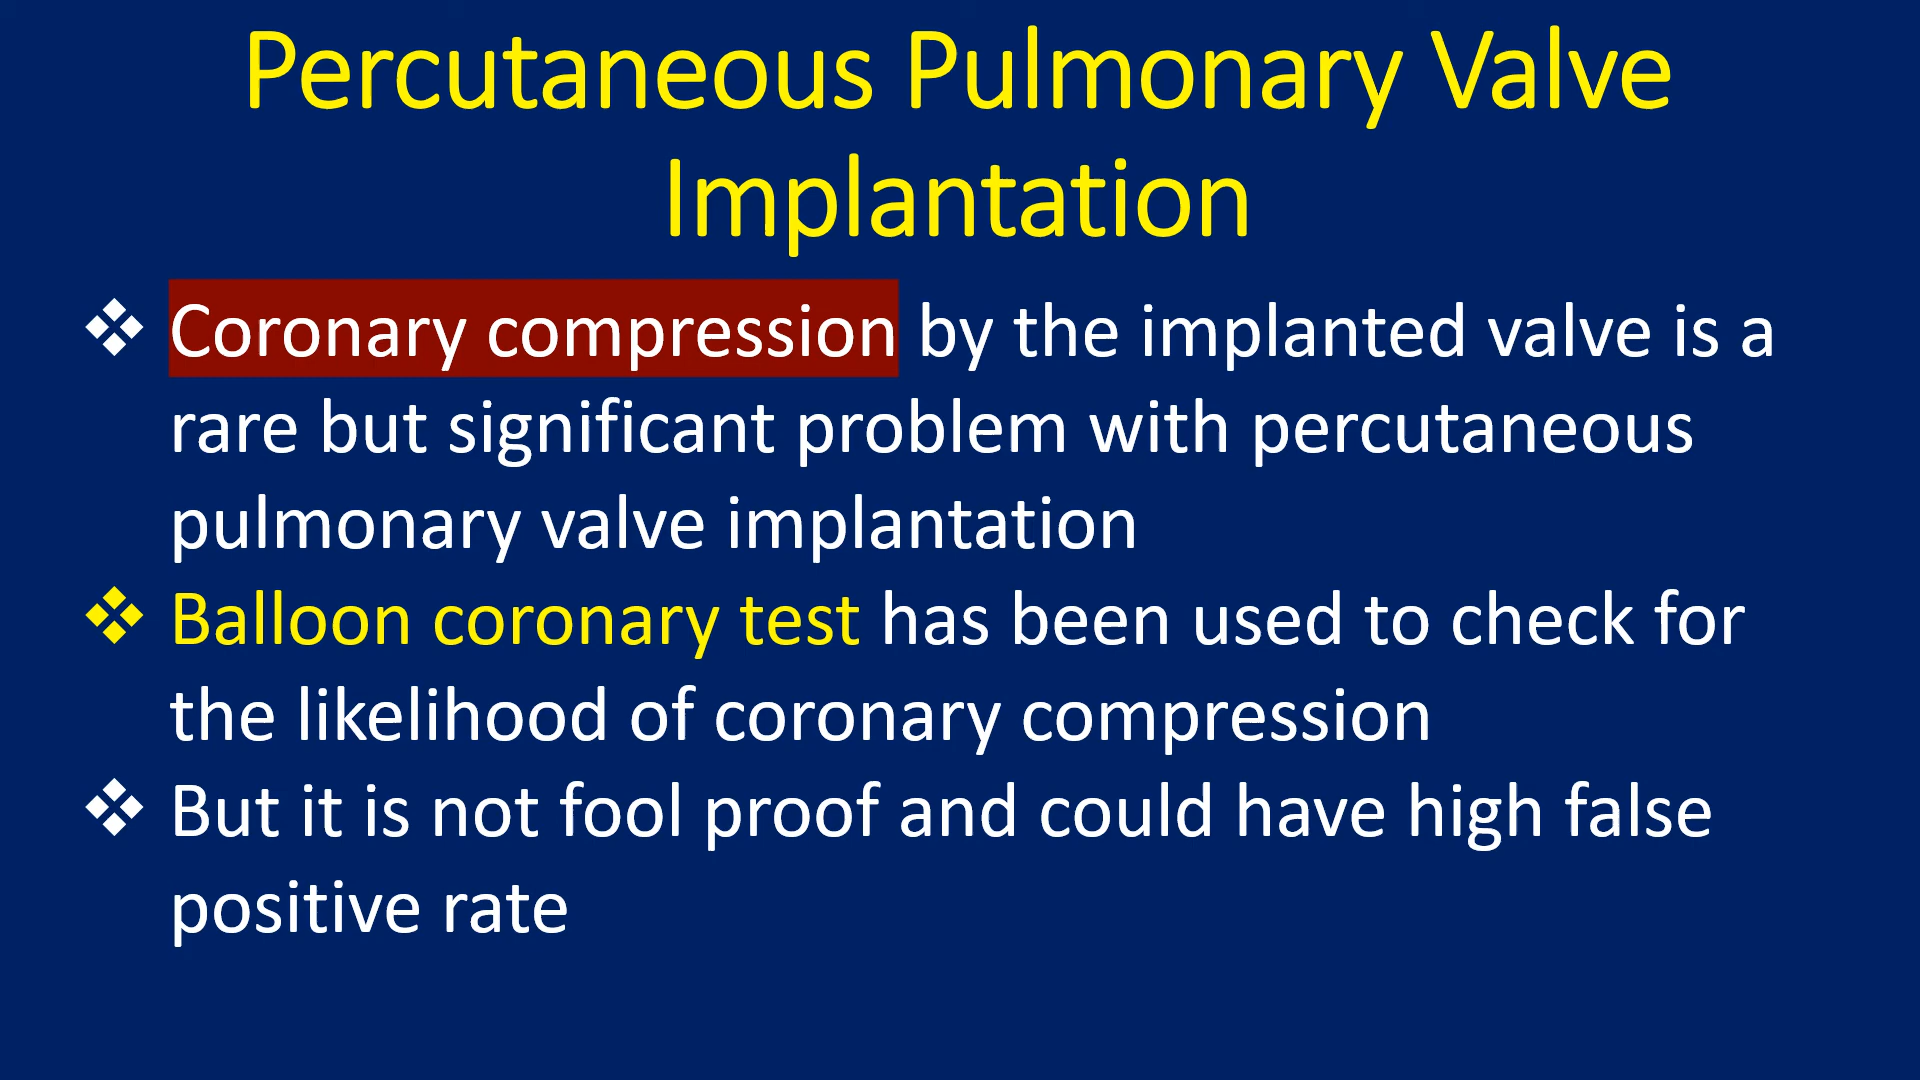 Percutaneous Pulmonary Valve
Implantation
❖ Coronary compression by the implanted valve is a
rare but significant problem with percutaneous
pulmonary valve implantation
❖ Balloon coronary test has been used to check for
the likelihood of coronary compression
❖ But it is not fool proof and could have high false
positive rate